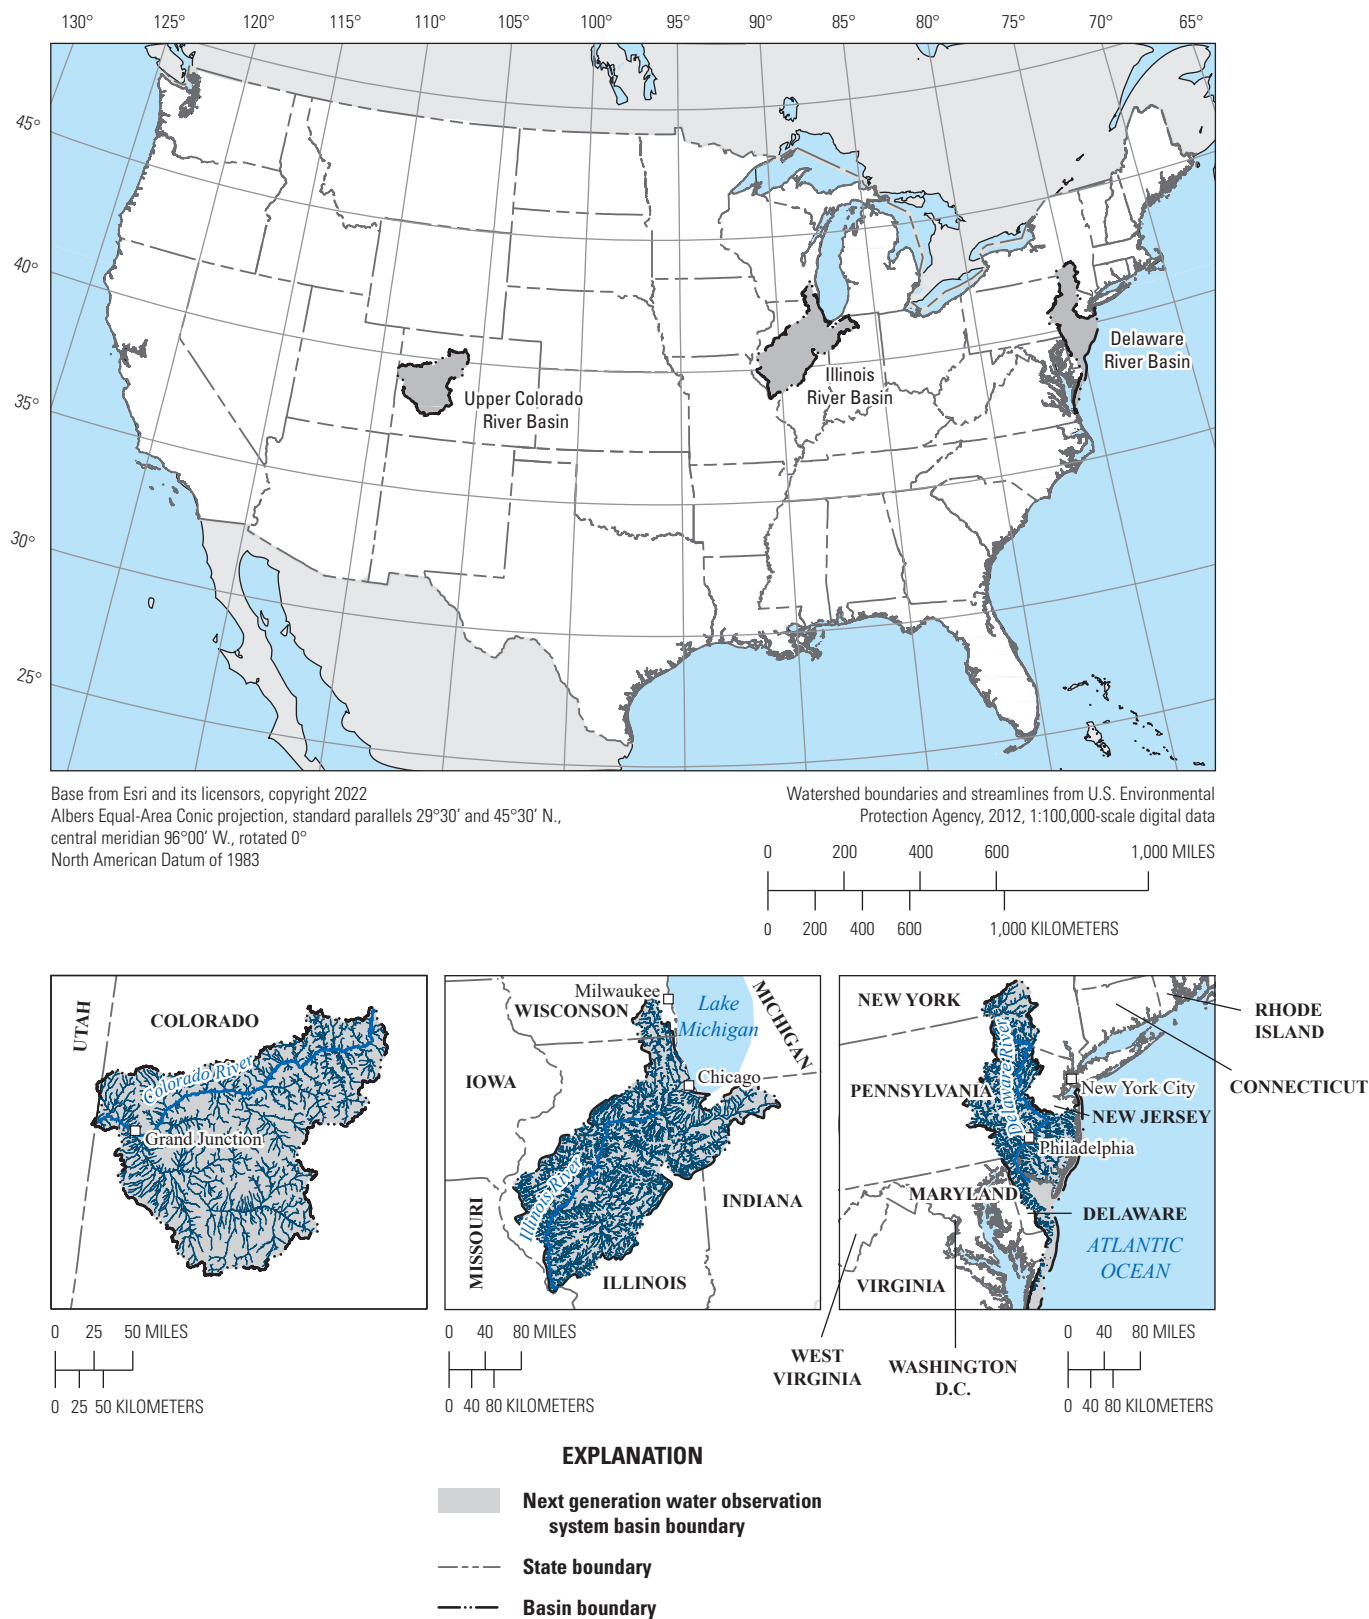 130° 125° 120° 115° 110° 105° 100° 95° 90° 85° 80° 75° 70° 65°
45°
40°
35°
30°
25°
Upper Colorado
River Basin
Illinois
River Basin
Delaware
River Basin
Base from Esri and its licensors, copyright 2022
Albers Equal-Area Conic projection, standard parallels 29°30′ and 45°30′ N.,
central meridian 96°00′ W., rotated 0°
North American Datum of 1983
Watershed boundaries and streamlines from U.S. Environmental
Protection Agency, 2012, 1:100,000-scale digital data
0 200 400 600 1,000 MILES
0 200 400 600 1,000 KILOMETERS
UTAH
COLORADO
Colorado River
Grand Junction
0 25 50 MILES
0 25 50 KILOMETERS
Milwaukee
WISCONSON
Lake
Michigan
MICHIGAN
IOWA
Chicago
Illinois River
INDIANA
MISSOURI
ILLINOIS
0 40 80 MILES
0 40 80 KILOMETERS
NEW YORK
RHODE
ISLAND
Delaware River
PENNSYLVANIA
New York City
CONNECTICUT
NEW JERSEY
Philadelphia
MARYLAND
DELAWARE
ATLANTIC
OCEAN
VIRGINIA
WEST
VIRGINIA
WASHINGTON
D.C.
0 40 80 MILES
0 40 80 KILOMETERS
EXPLANATION
Next generation water observation
system basin boundary
State boundary
Basin boundary